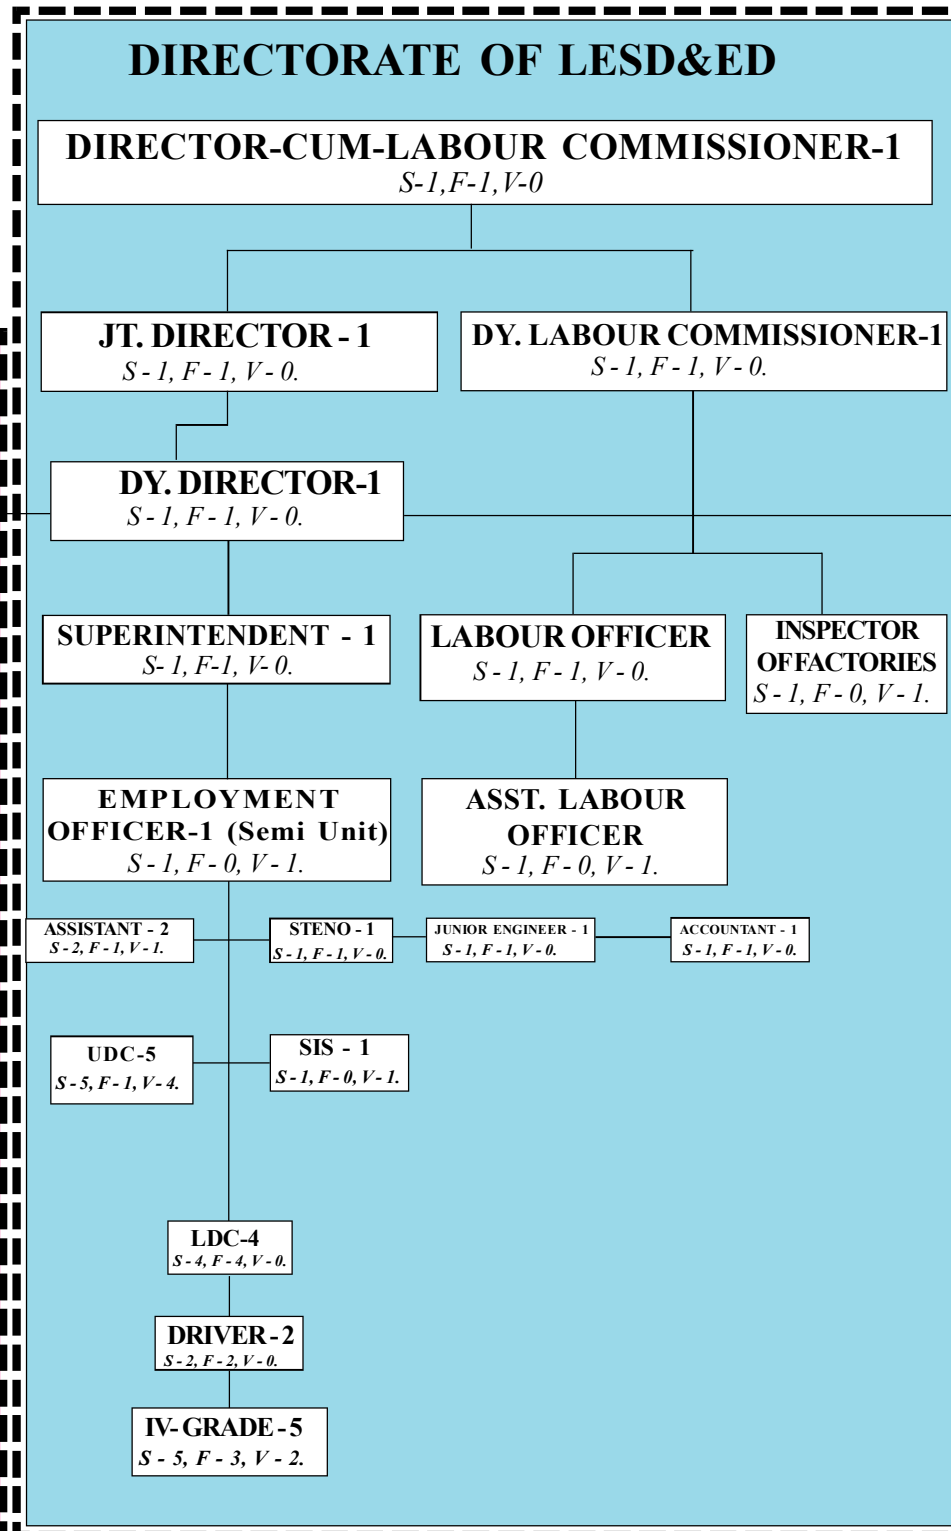 DIRECTORATE OF LESD&ED
DIRECTOR-CUM-LABOUR COMMISSIONER-1
S-1,F-1,V-0
JT. DIRECTOR - 1
S - 1, F - 1, V - 0.
DY. LABOUR COMMISSIONER-1
S - 1, F - 1, V - 0.
DY. DIRECTOR-1
S - 1, F - 1, V - 0.
SUPERINTENDENT - 1
S- 1, F-1, V- 0.
LABOUR OFFICER
S - 1, F - 1, V - 0.
INSPECTOR
OF FACTORIES
S - 1, F - 0, V - 1.
EMPLOYMENT
OFFICER-1 (Semi Unit)
S - 1, F - 0, V - 1.
ASST. LABOUR
OFFICER
S - 1, F - 0, V - 1.
ASSISTANT - 2
S - 2, F - 1, V - 1.
STENO - 1
S - 1, F - 1, V - 0.
JUNIOR ENGINEER - 1
S - 1, F - 1, V - 0.
ACCOUNTANT - 1
S - 1, F - 1, V - 0.
UDC-5
S - 5, F - 1, V - 4.
SIS - 1
S - 1, F - 0, V - 1.
LDC-4
S - 4, F - 4, V - 0.
DRIVER - 2
S - 2, F - 2, V - 0.
IV- GRADE - 5
S - 5, F - 3, V - 2.